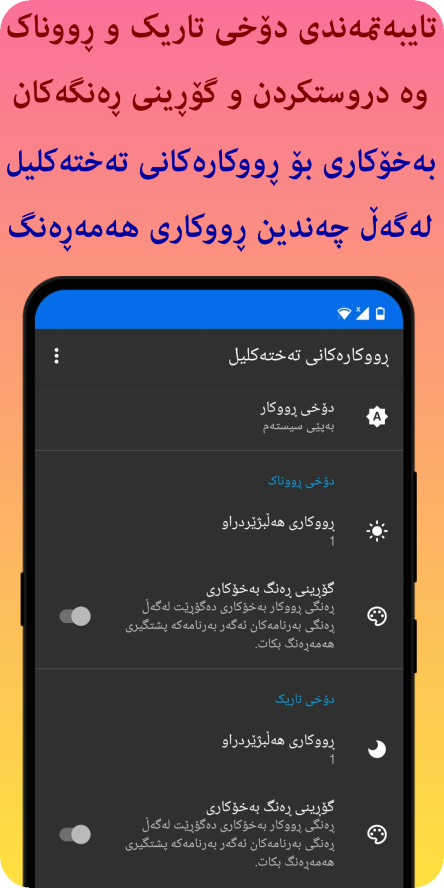 تایبەتمەندی دۆخی تاریک و ڕووناک
وە دروستکردن و گۆڕینی ڕەنگەکان
بەخۆکاری بۆ ڕووکارەکانی تەختەکلیل
لەگەڵ چەندین ڕووکاری هەمەڕەنگ
ڕووکارەکانی تەختەکلیل
دۆخی ڕووکار
بەپێی سیستەم
دۆخی ڕووناک
ڕووکاری هەڵبژێردراو
1
گۆڕینی ڕەنگ بەخۆکاری
ڕەنگی ڕووکار بەخۆکاری دەگۆڕێت لەگەڵ
ڕەنگی بەرنامەکان ئەگەر بەرنامەکە پشتگیری
هەمەڕەنگ بکات.
دۆخی تاریک
ڕووکاری هەڵبژێردراو
1
گۆڕینی ڕەنگ بەخۆکاری
ڕەنگی ڕووکار بەخۆکاری دەگۆڕێت لەگەڵ
ڕەنگی بەرنامەکان ئەگەر بەرنامەکە پشتگیری
هەمەڕەنگ بکات.